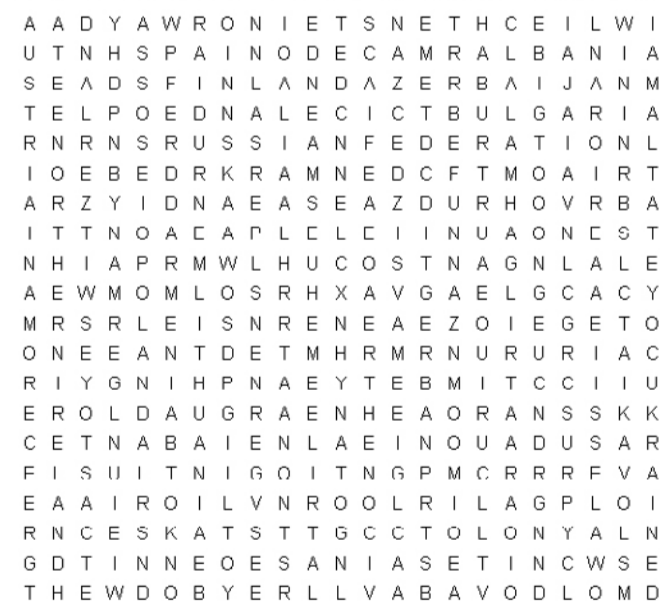 A A D Y A W R O N I E T S N E T H C E I L W I
U T N H S P A I N O D E C A M R A L B A N I A
S E A D S F I N L A N D A Z E R B A I J A N M
T E L P O E D N A L E C I C T B U L G A R I A
R N R N S R U S S I A N F E D E R A T I O N L
I O E B E D R K R A M N E D C F T M O A I R T
A R Z Y I D N A E A S E A Z D U R H O V R B A
I T T N O A E A P L E L E I I N U A O N E S T
N H I A P R M W L H U C O S T N A G N L A L E
A E W M O M L O S R H X A V G A E L G C A C Y
M R S R L E I S N R E N E A E Z O I E G E T O
O N E E A N T D E T M H R M R N U R U R I A C
R I Y G N I H P N A E Y T E B M I T C C I I U
E R O L D A U G R A E N H E A O R A N S S K K
C E T N A B A I E N L A E I N O U A D U S A R
E I S U I T N I G O I T N G P M C R R R E V A
E A A I R O I L V N R O O L R I L A G P L O I
R N C E S K A T S T T G C C T O L O N Y A L N
G D T I N N E O E S A N I A S E T I N C W S E
T H E W D O B Y E R L L V A B A V O D L O M D